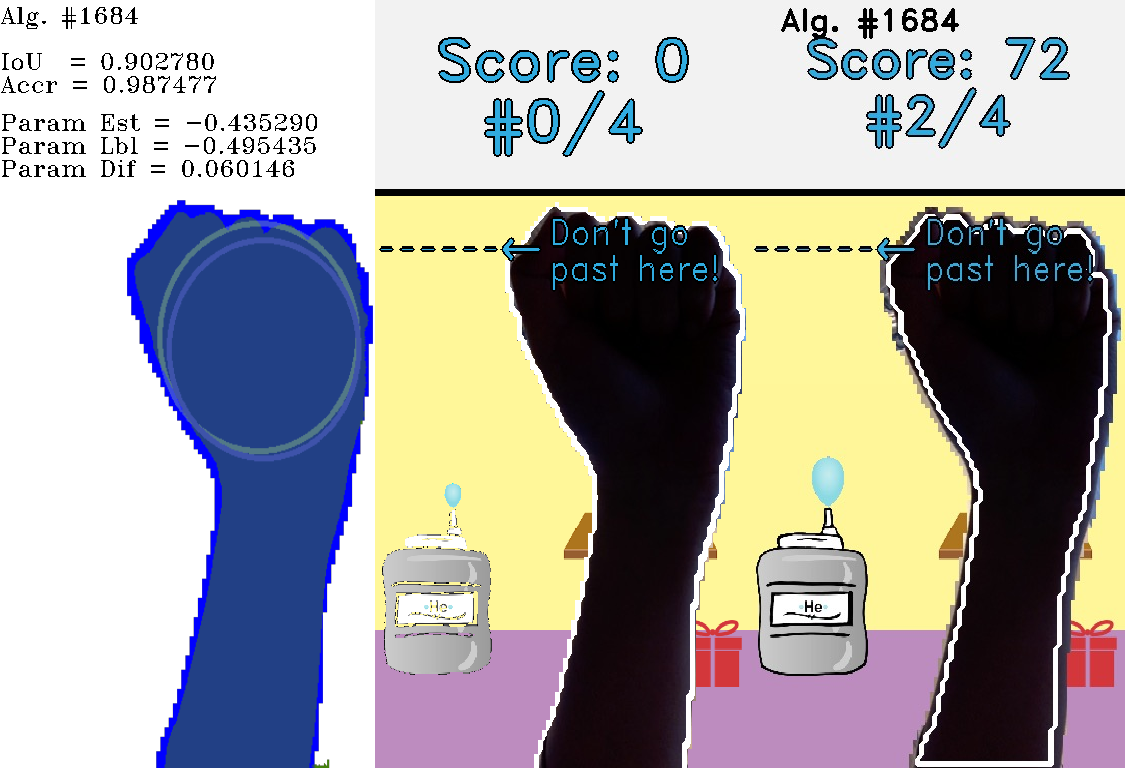 Alg. #1684
IoU = 0.902780
Accr = 0.987477
Param Est = −0.435290
Param Lbl = −0.495435
Param Dif = 0.060146
Score: 0
#0/4
Don't go
past here!
He
Alg. #1684
Score: 72
#2/4
Don't go
past here!
He